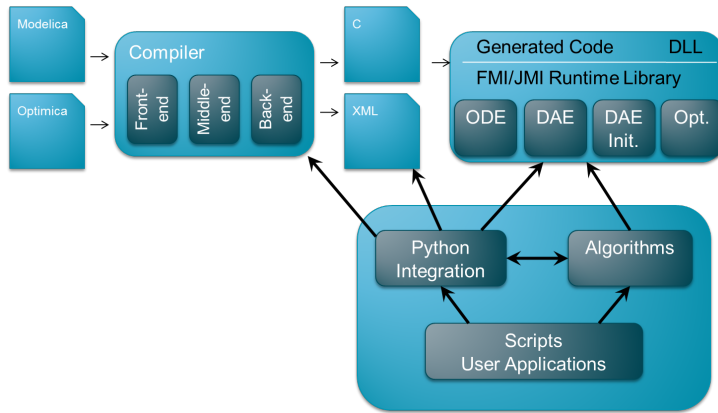 Modelica
Optimica
Compiler
Front-
end
Middle-
end
Back-
end
C
XML
Generated Code DLL
FMI/JMI Runtime Library
ODE
DAE
DAE
Init.
Opt.
Python
Integration
Algorithms
Scripts
User Applications